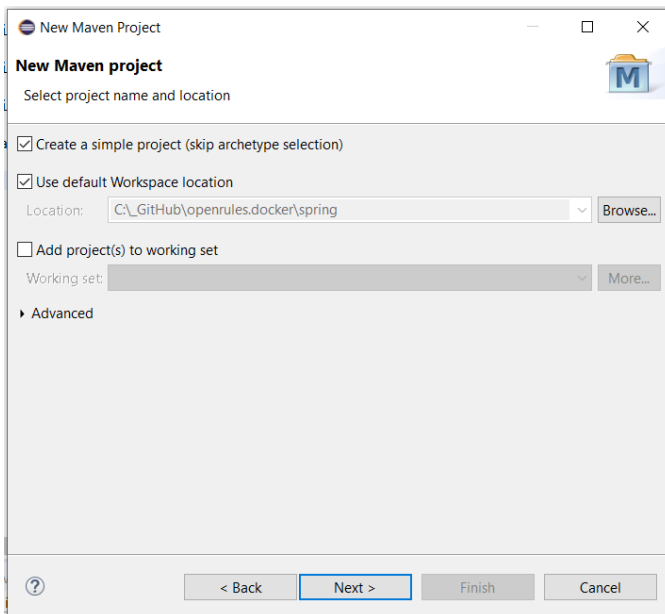 New Maven Project
New Maven project
M
Select project name and location
Create a simple project (skip archetype selection)
Use default Workspace location
Location: C:\_GitHub\openrules.docker\spring Browse...
Add project(s) to working set
Working set: More...
Advanced
? < Back Next > Finish Cancel